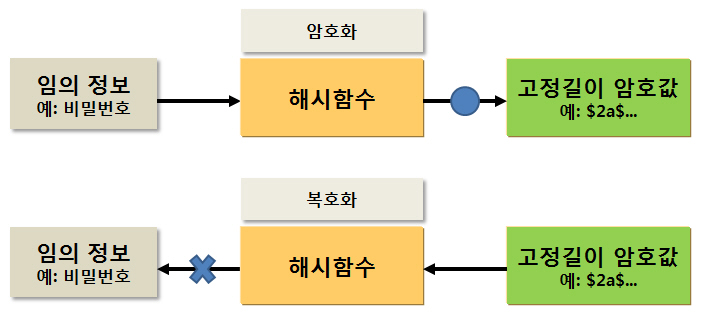 암호화
임의 정보
예: 비밀번호
해시함수
고정길이 암호값
예: $2a$...
복호화
임의 정보
예: 비밀번호
해시함수
고정길이 암호값
예: $2a$...